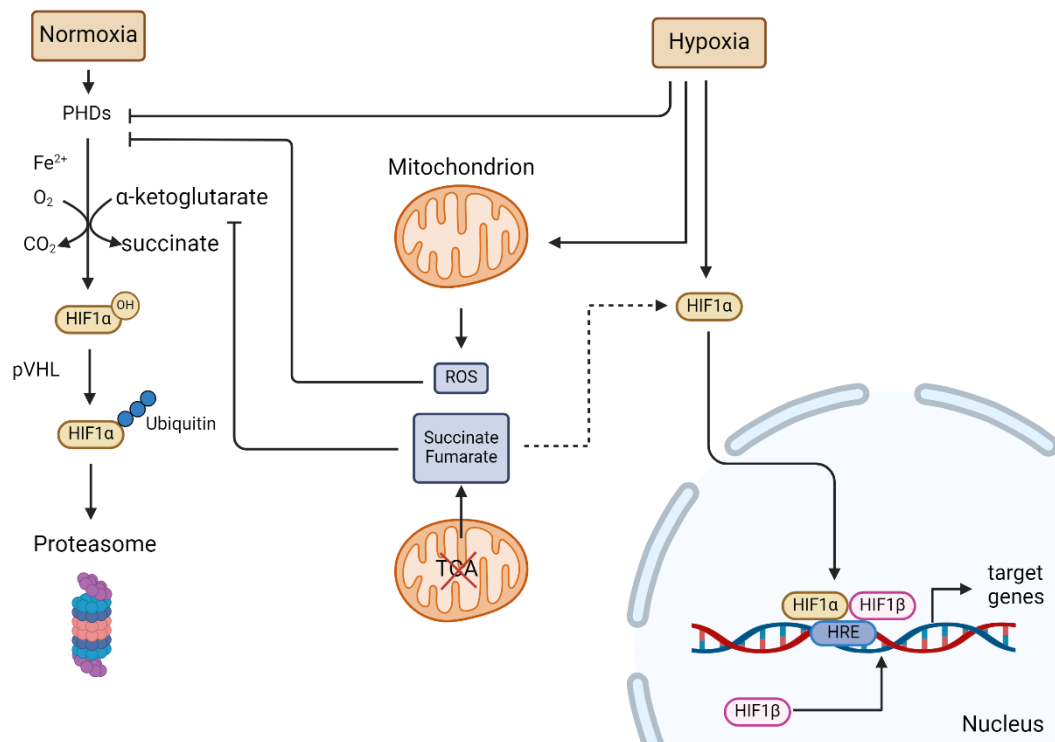 Normoxia
Hypoxia
PHDs
Fe²⁺
Mitochondrion
O₂
α-ketoglutarate
CO₂
succinate
HIF1α
OH
HIF1α
pVHL
ROS
HIF1α
Ubiquitin
Succinate
Fumarate
Proteasome
TCA
target
genes
HIF1α
HIF1β
HRE
HIF1β
Nucleus